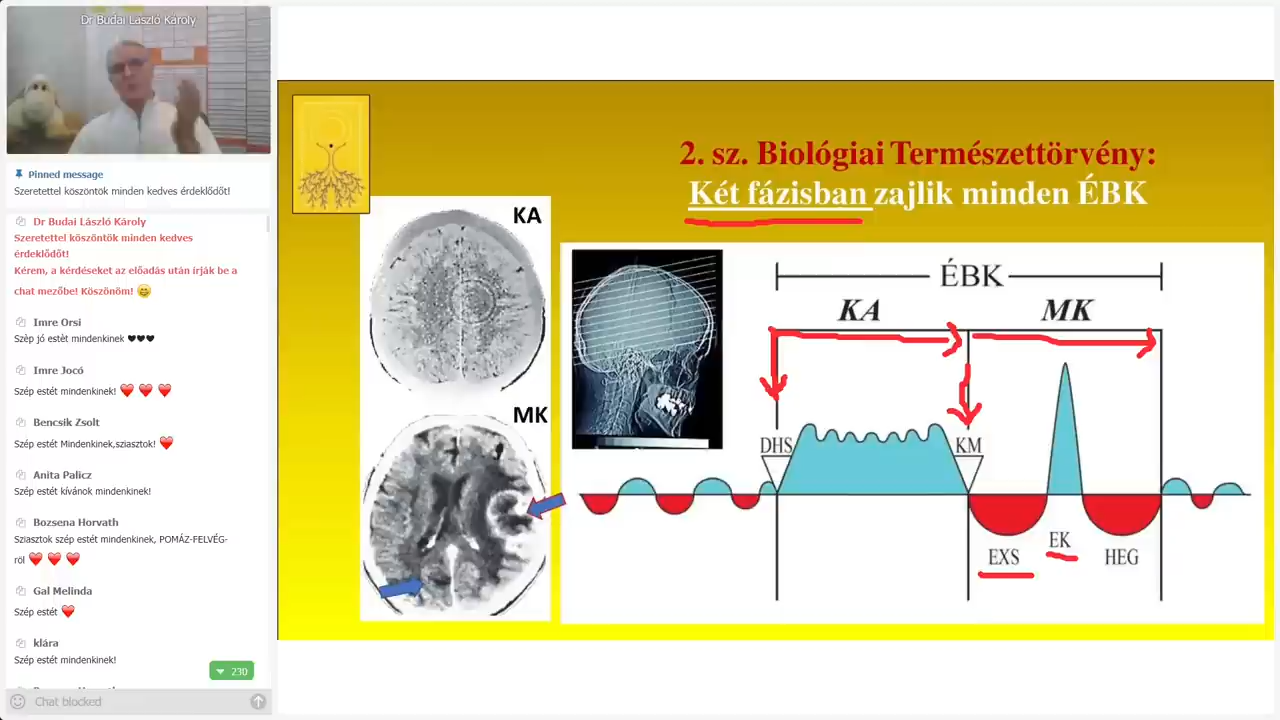 Dr Budai László Károly
Pinned message
Szeretettel köszöntök minden kedves érdeklődőt!
Dr Budai László Károly
Szeretettel köszöntök minden kedves
érdeklődőt!
Kérem, a kérdéseket az előadás után írják be a
chat mezőbe! Köszönöm!
Imre Orsi
Szèp jó estèt mindenkinek
Imre Jocó
Szép estét mindenkinek!
Bencsik Zsolt
Szép estét Mindenkinek,sziasztok!
Anita Palicz
Szép estét kívánok mindenkinek!
Bozsena Horvath
Sziasztok szép estét mindenkinek, POMÁZ-FELVÉG-
ról
Gal Melinda
Szép estét
klára
Szép estét mindenkinek!
230
Chat blocked
2. sz. Biológiai Természettörvény:
Két fázisban zajlik minden ÉBK
KA
MK
ÉBK
KA
MK
DHS
KM
EXS
EK
HEG